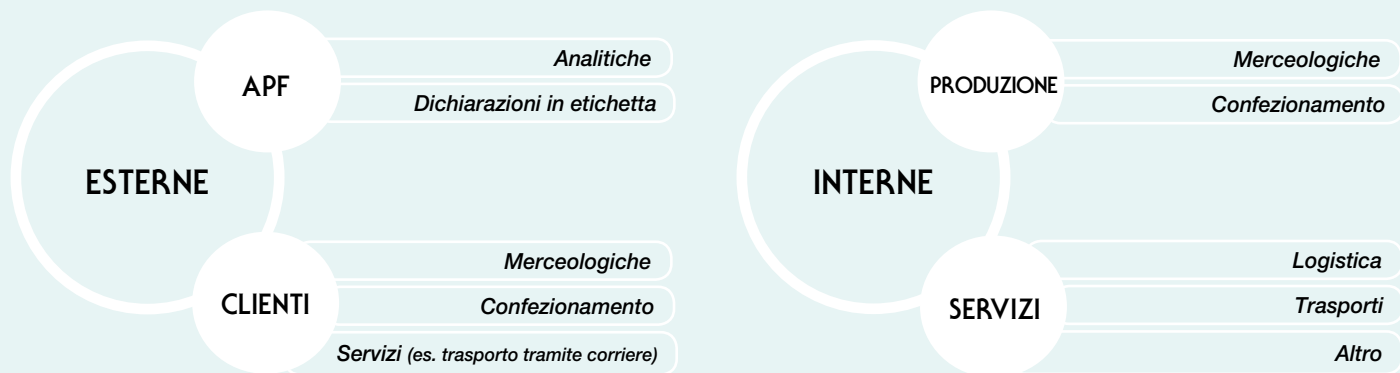 ESTERNE
APF
Analitiche
Dichiarazioni in etichetta
CLIENTI
Merceologiche
Confezionamento
Servizi (es. trasporto tramite corriere)
INTERNE
PRODUZIONE
Merceologiche
Confezionamento
SERVIZI
Logistica
Trasporti
Altro